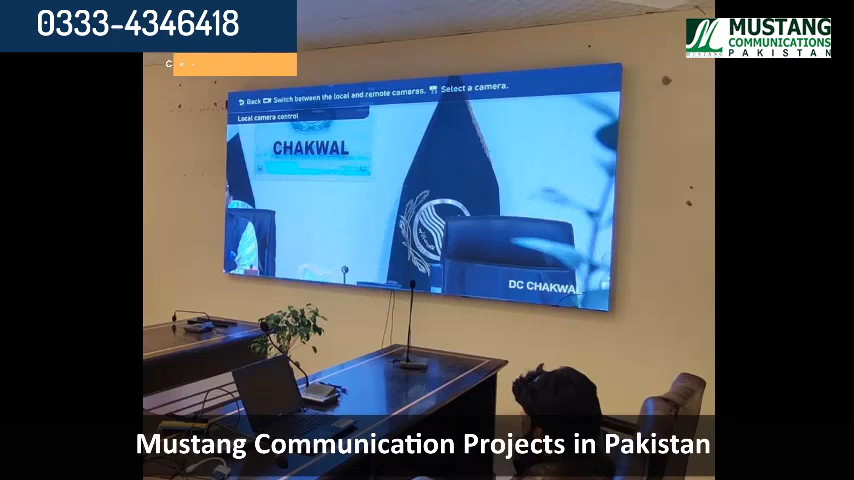 0333-4346418
MUSTANG
COMMUNICATIONS
PAKISTAN
MUSTANG
Back Switch between the local and remote cameras. Select a camera.
Local camera control
CHAKWAL
DC CHAKWAL
Mustang Communication Projects in Pakistan